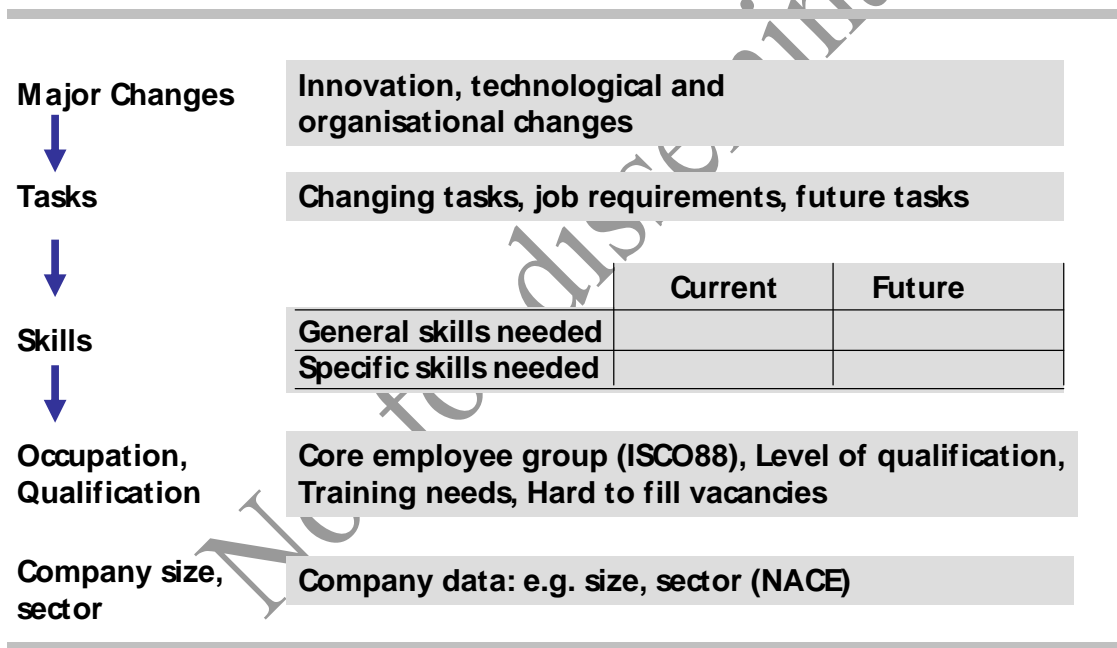 Major Changes
Innovation, technological and
organisational changes
Tasks
Changing tasks, job requirements, future tasks
Current Future
Skills
General skills needed
Specific skills needed
Occupation,
Qualification
Core employee group (ISCO88), Level of qualification,
Training needs, Hard to fill vacancies
Company size,
sector
Company data: e.g. size, sector (NACE)